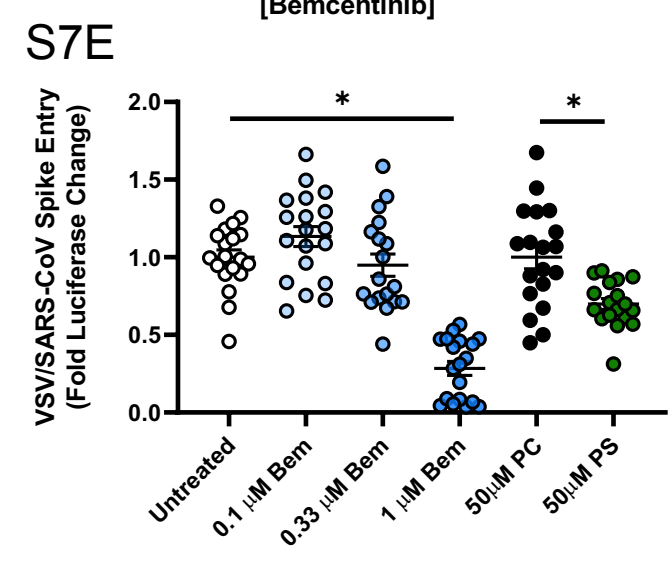 [Bemcentinib]
S7E
VSV/SARS-CoV Spike Entry
(Fold Luciferase Change)
2.0
1.5
1.0
0.5
0.0
*
*
Untreated
0.1 μM Bem
0.33 μM Bem
1 μM Bem
50μM PC
50μM PS